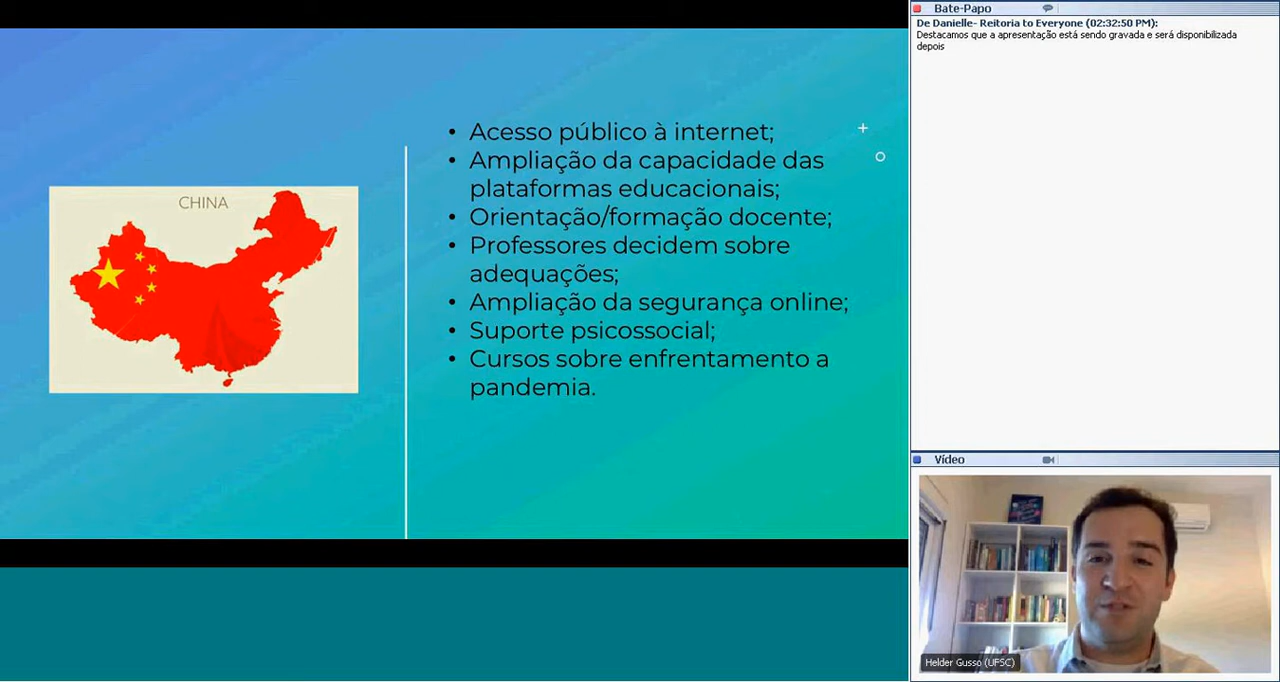 CHINA
• Acesso público à internet;
• Ampliação da capacidade das
plataformas educacionais;
• Orientação/formação docente;
• Professores decidem sobre
adequações;
• Ampliação da segurança online;
• Suporte psicossocial;
• Cursos sobre enfrentamento a
pandemia.
Bate-Papo
De Danielle- Reitoria to Everyone (02:32:50 PM):
Destacamos que a apresentação está sendo gravada e será disponibilizada
depois
Vídeo
Helder Gusso (UFSC)